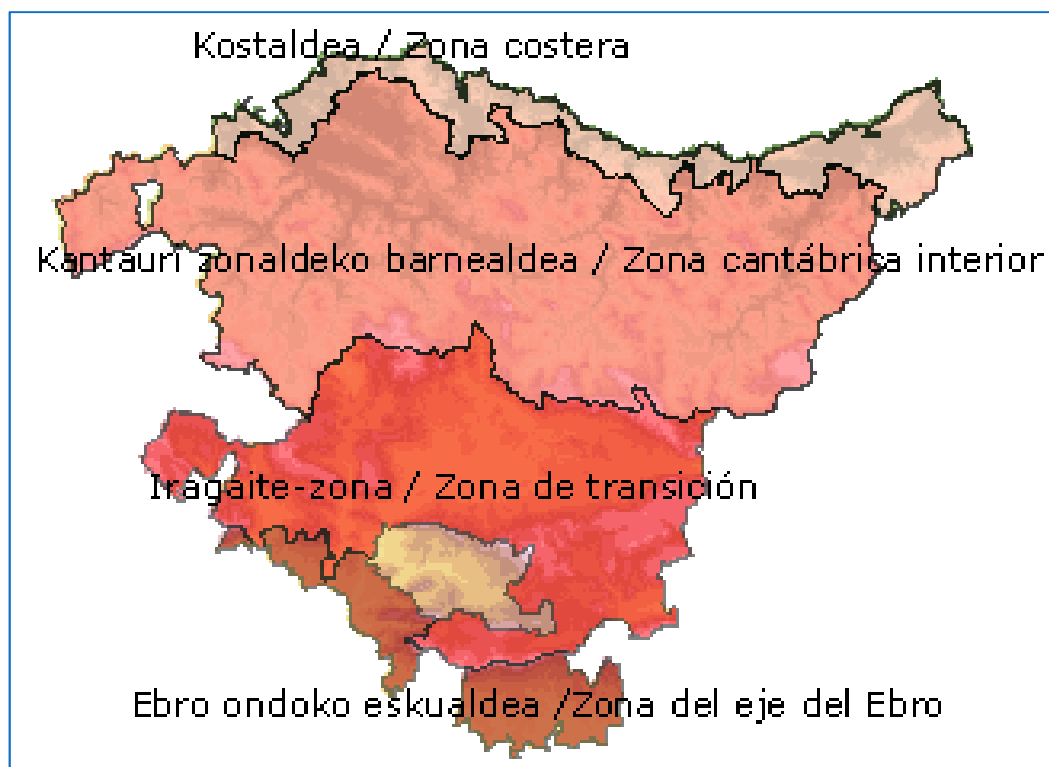 Kostaldea / Zona costera
Kantauri zonaldeko barnealdea / Zona cantábrica interior
Iragaite-zona / Zona de transición
Ebro ondoko eskualdea /Zona del eje del Ebro